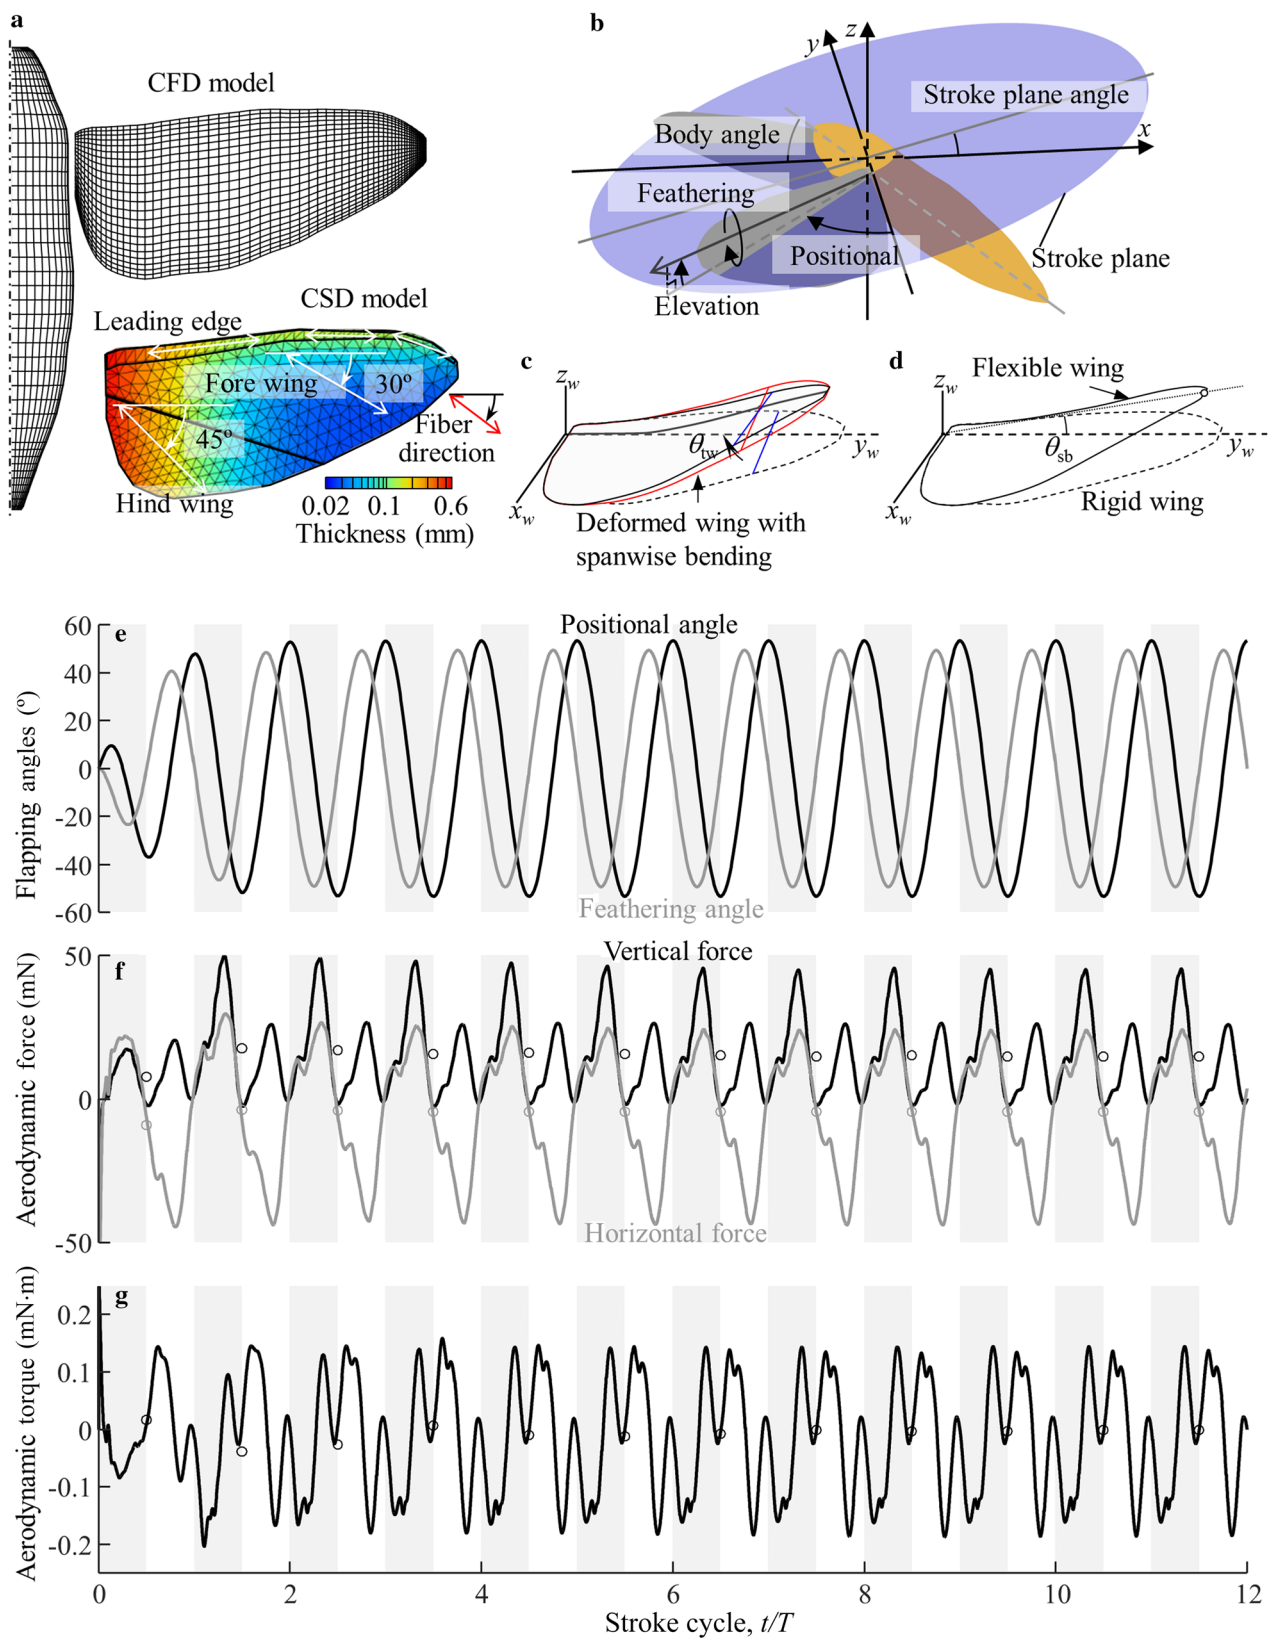 a
CFD model
CSD model
Leading edge
Fore wing
30º
45º
Fiber
direction
Hind wing
0.02 0.1 0.6
Thickness (mm)
b
y
z
Stroke plane angle
x
Body angle
Feathering
Positional
Stroke plane
Elevation
c
z_w
θ_tw
y_w
x_w
Deformed wing with
spanwise bending
d
Flexible wing
z_w
θ_sb
y_w
x_w
Rigid wing
e
Positional angle
60
40
20
0
-20
-40
-60
Flapping angles (º)
Feathering angle
f
Vertical force
50
0
-50
Aerodynamic force (mN)
Horizontal force
g
0.2
0.1
0
-0.1
-0.2
Aerodynamic torque (mN·m)
0 2 4 6 8 10 12
Stroke cycle, t/T